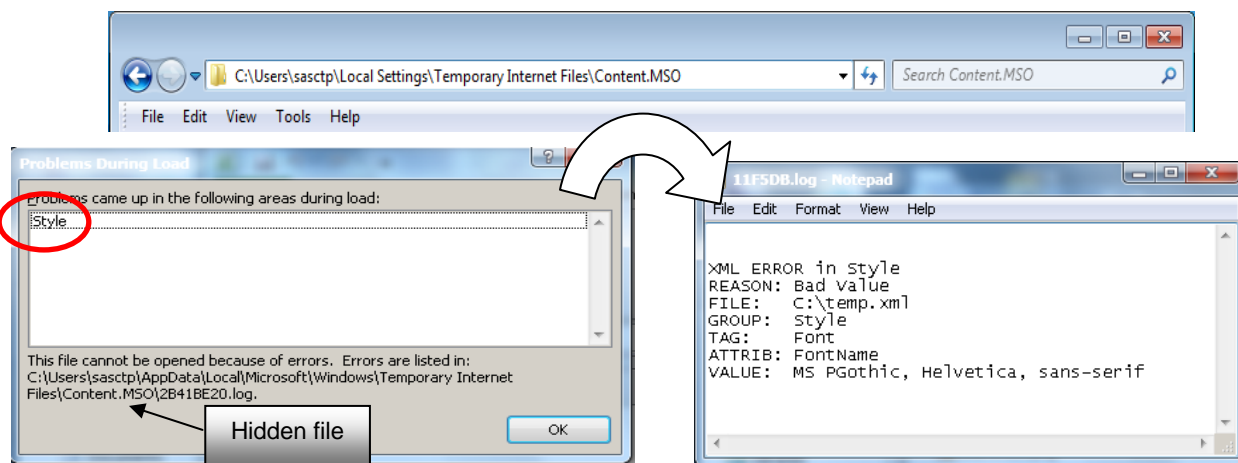 C:\Users\sasctp\Local Settings\Temporary Internet Files\Content.MSO
Search Content.MSO
File Edit View Tools Help
Problems During Load
Problems came up in the following areas during load:
Style
This file cannot be opened because of errors. Errors are listed in:
C:\Users\sasctp\AppData\Local\Microsoft\Windows\Temporary Internet
Files\Content.MSO\2B41BE20.log.
Hidden file
OK
11F5DB.log - Notepad
File Edit Format View Help
XML ERROR in Style
REASON: Bad Value
FILE: C:\temp.xml
GROUP: Style
TAG: Font
ATTRIB: FontName
VALUE: MS PGothic, Helvetica, sans-serif